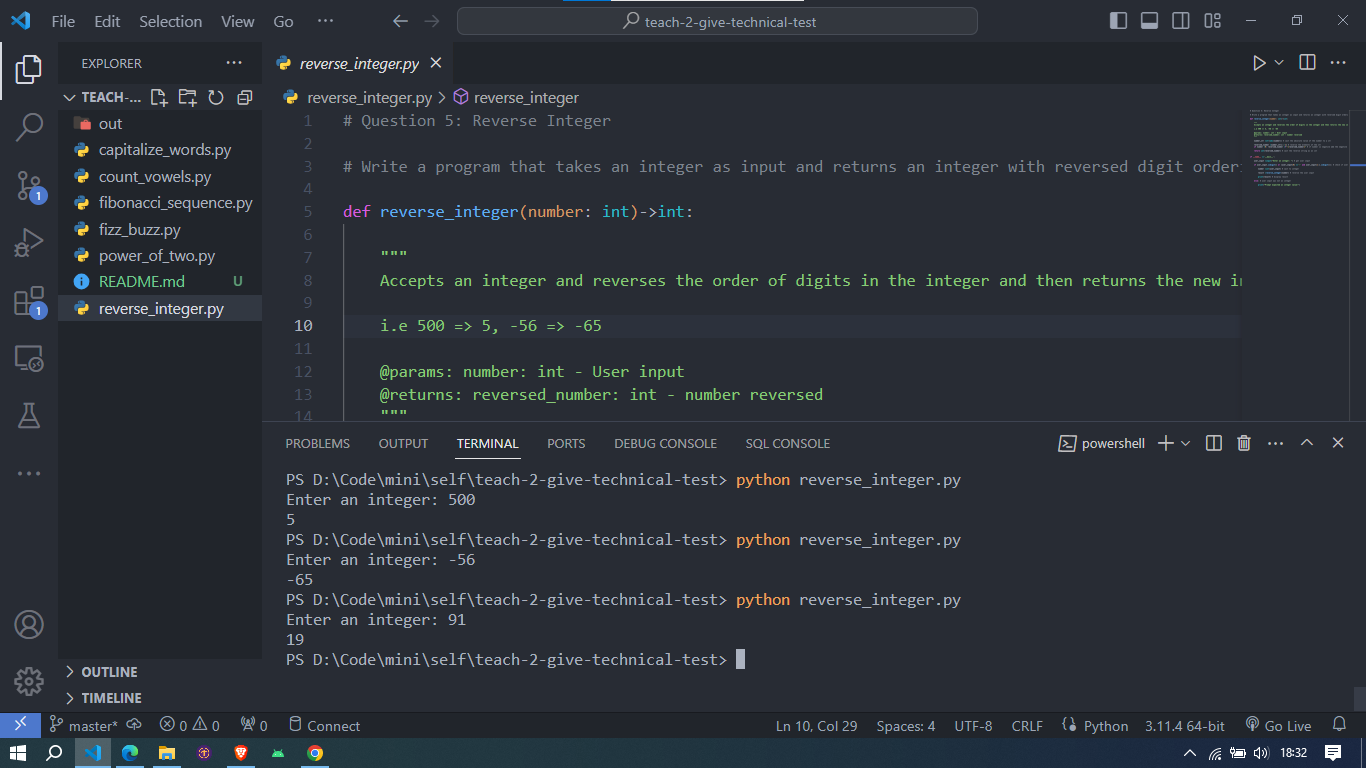 File Edit Selection View Go ··· teach-2-give-technical-test
EXPLORER ···
TEACH-...
out
capitalize_words.py
count_vowels.py
fibonacci_sequence.py
fizz_buzz.py
power_of_two.py
README.md U
reverse_integer.py
1
1
OUTLINE
TIMELINE
reverse_integer.py
reverse_integer.py > reverse_integer
1 # Question 5: Reverse Integer
2
3 # Write a program that takes an integer as input and returns an integer with reversed digit order
4
5 def reverse_integer(number: int)->int:
6
7 """
8 Accepts an integer and reverses the order of digits in the integer and then returns the new i
9
10 i.e 500 => 5, -56 => -65
11
12 @params: number: int - User input
13 @returns: reversed_number: int - number reversed
14 """
PROBLEMS OUTPUT TERMINAL PORTS DEBUG CONSOLE SQL CONSOLE powershell
PS D:\Code\mini\self\teach-2-give-technical-test> python reverse_integer.py
Enter an integer: 500
5
PS D:\Code\mini\self\teach-2-give-technical-test> python reverse_integer.py
Enter an integer: -56
-65
PS D:\Code\mini\self\teach-2-give-technical-test> python reverse_integer.py
Enter an integer: 91
19
PS D:\Code\mini\self\teach-2-give-technical-test>
master* 0 0 0 Connect Ln 10, Col 29 Spaces: 4 UTF-8 CRLF Python 3.11.4 64-bit Go Live
18:32